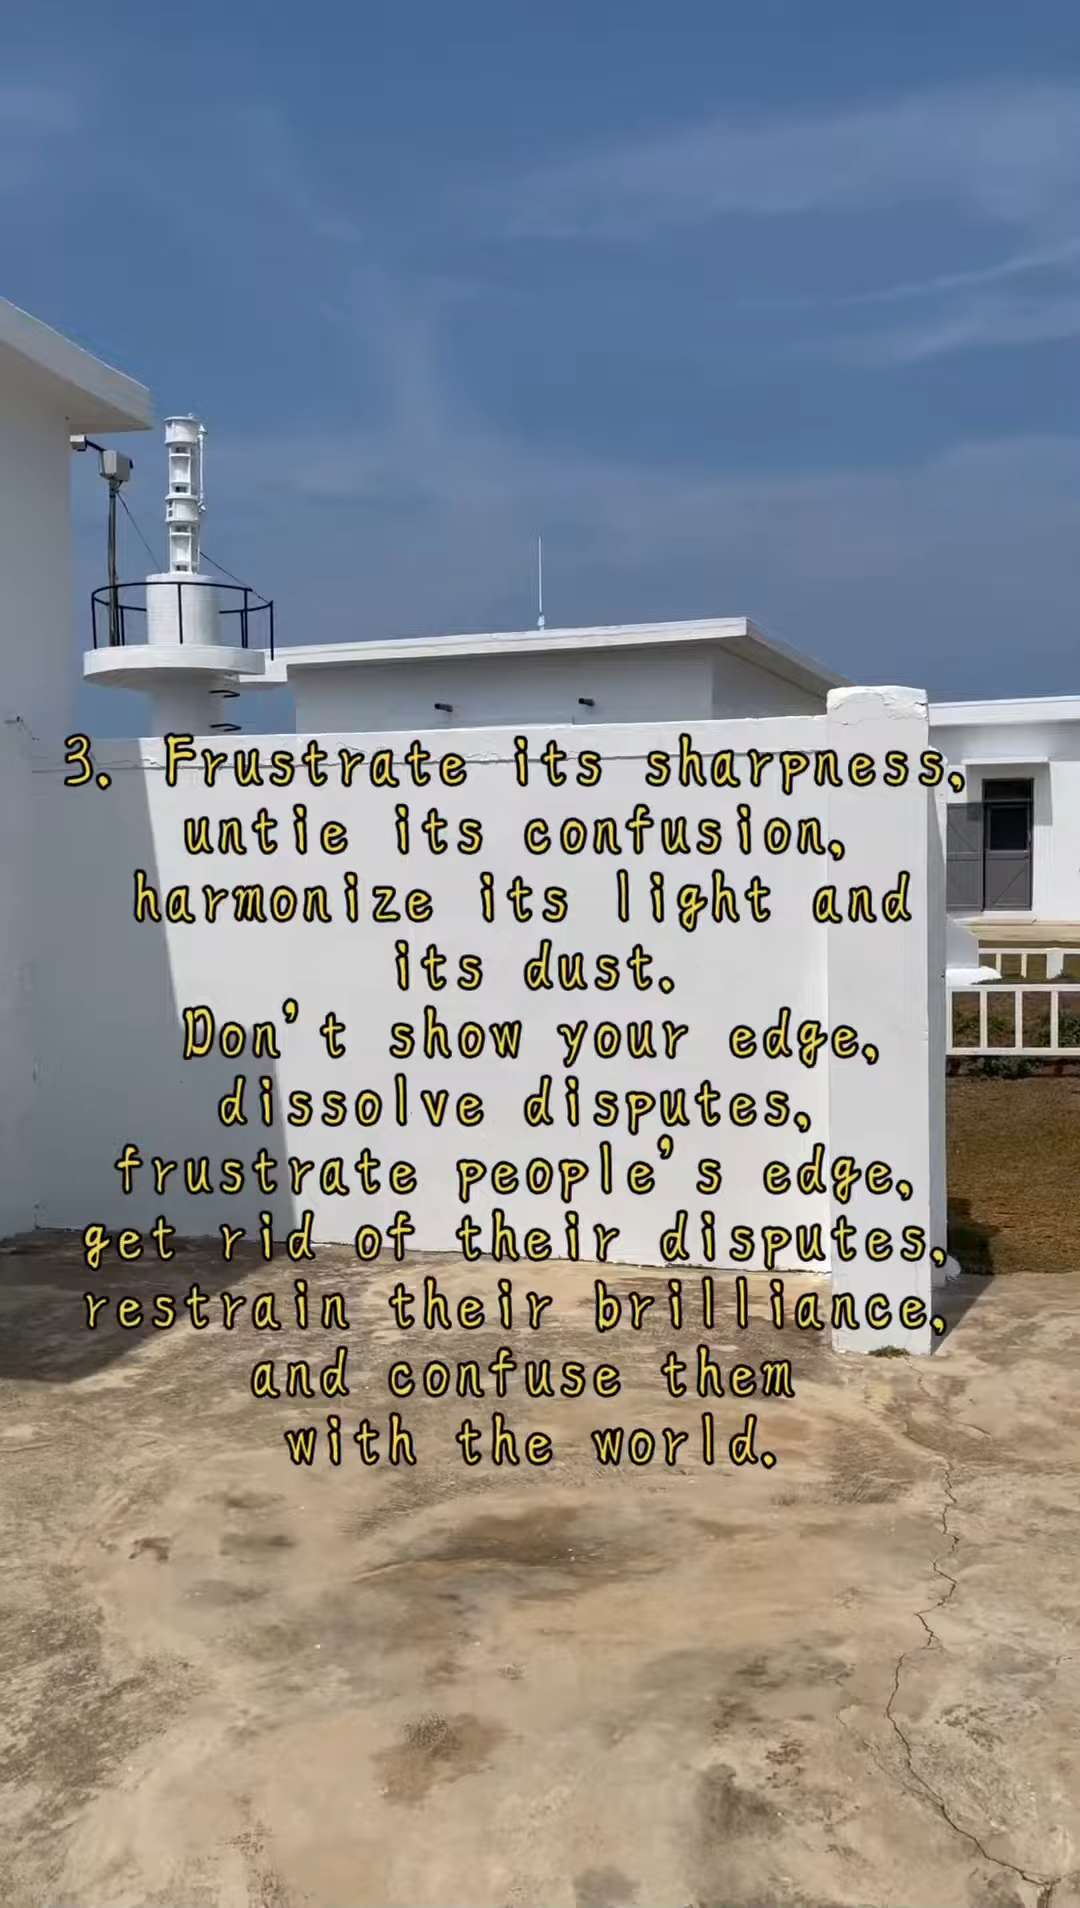 3. Frustrate its sharpness,
untie its confusion,
harmonize its light and
its dust.
Don't show your edge,
dissolve disputes,
frustrate people's edge,
get rid of their disputes,
restrain their brilliance,
and confuse them
with the world.